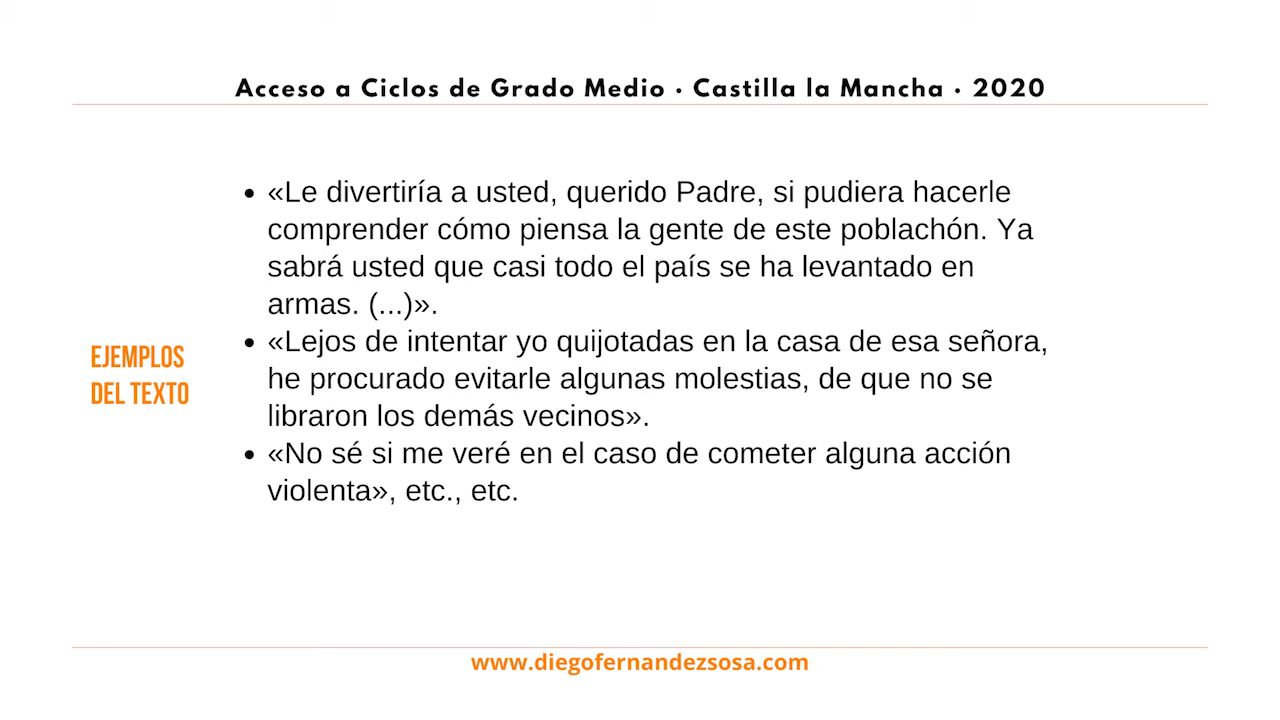 Acceso a Ciclos de Grado Medio · Castilla la Mancha · 2020
• «Le divertiría a usted, querido Padre, si pudiera hacerle
comprender cómo piensa la gente de este poblachón. Ya
sabrá usted que casi todo el país se ha levantado en
armas. (...)».
• «Lejos de intentar yo quijotadas en la casa de esa señora,
he procurado evitarle algunas molestias, de que no se
libraron los demás vecinos».
• «No sé si me veré en el caso de cometer alguna acción
violenta», etc., etc.
EJEMPLOS
DEL TEXTO
www.diegofernandezsosa.com